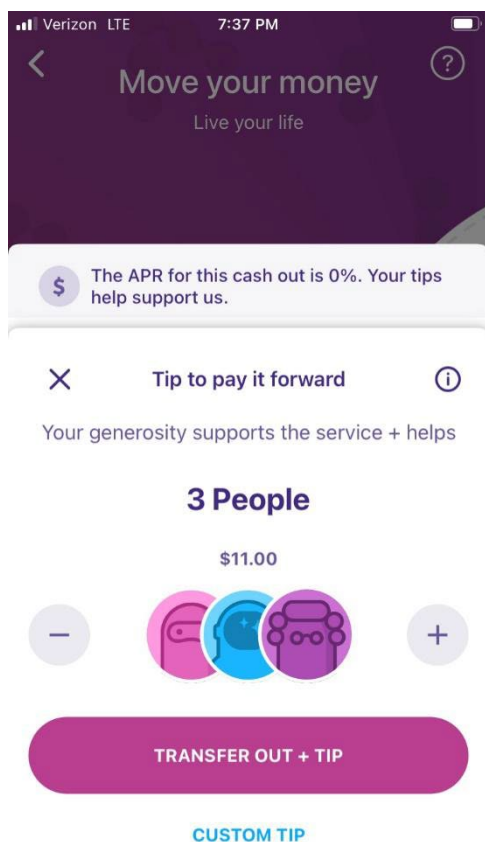 Verizon LTE 7:37 PM
Move your money
?
Live your life
$
The APR for this cash out is 0%. Your tips
help support us.
Tip to pay it forward
Your generosity supports the service + helps
3 People
$11.00
− +
TRANSFER OUT + TIP
CUSTOM TIP